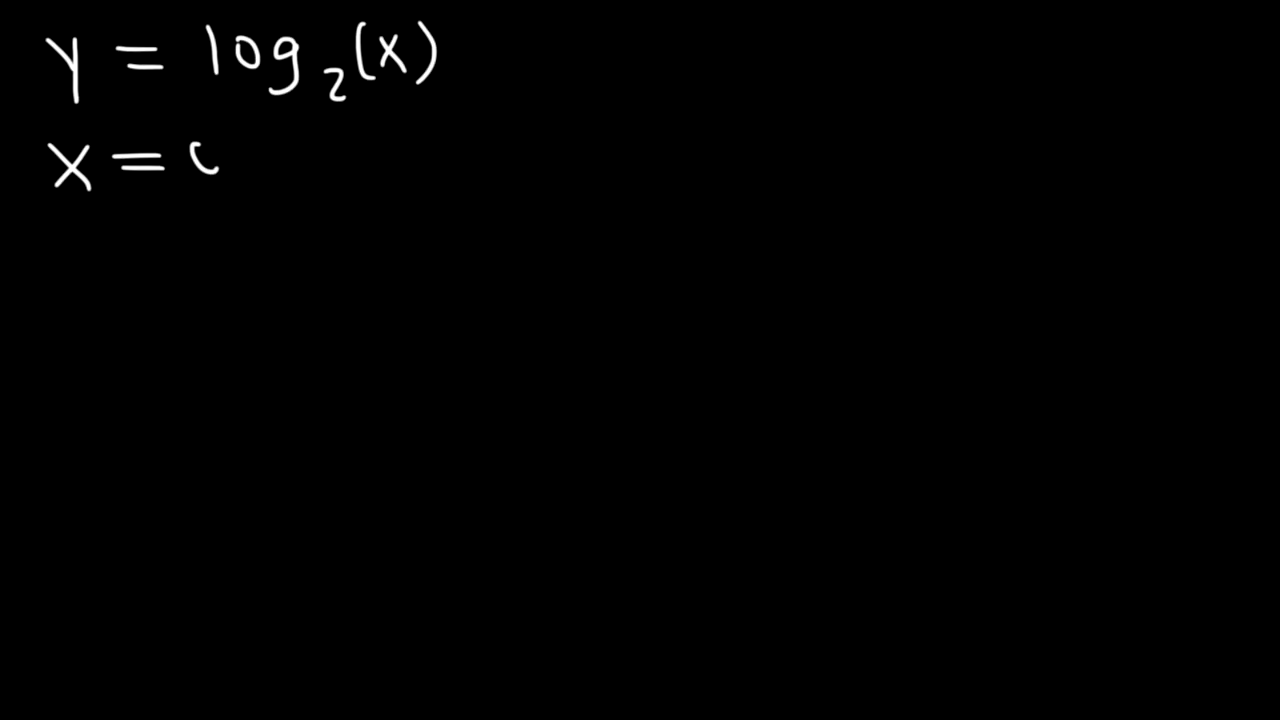 y = log₂(x)
x =